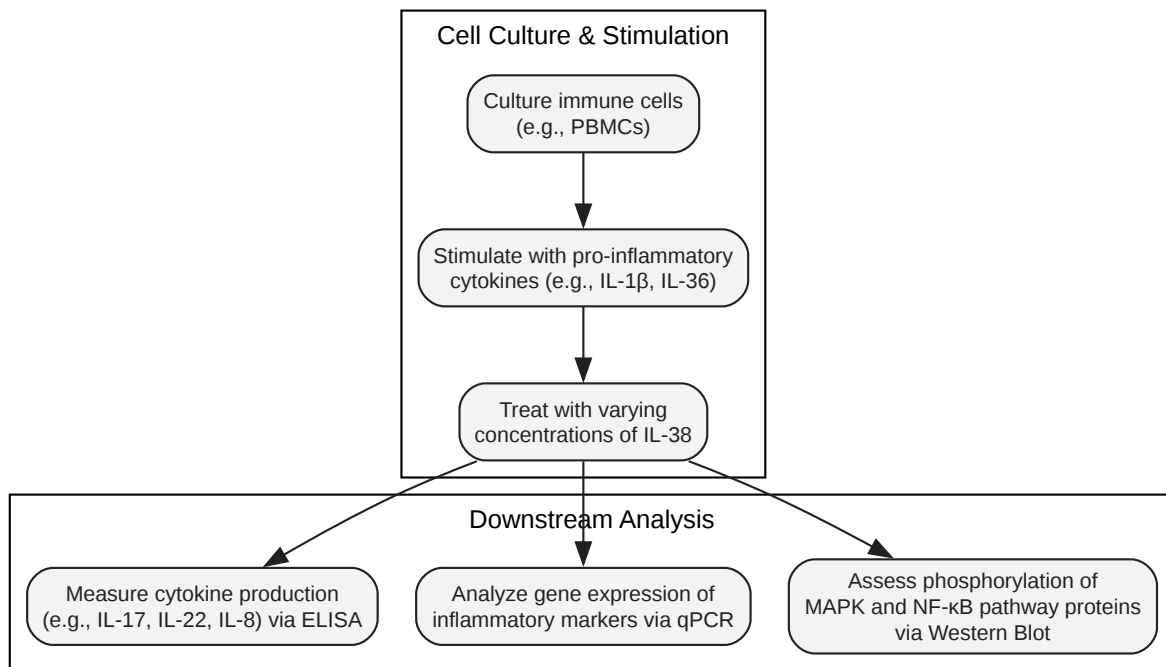 Cell Culture & Stimulation
Culture immune cells
(e.g., PBMCs)
Stimulate with pro-inflammatory
cytokines (e.g., IL-1β, IL-36)
Treat with varying
concentrations of IL-38
Downstream Analysis
Measure cytokine production
(e.g., IL-17, IL-22, IL-8) via ELISA
Analyze gene expression of
inflammatory markers via qPCR
Assess phosphorylation of
MAPK and NF-κB pathway proteins
via Western Blot